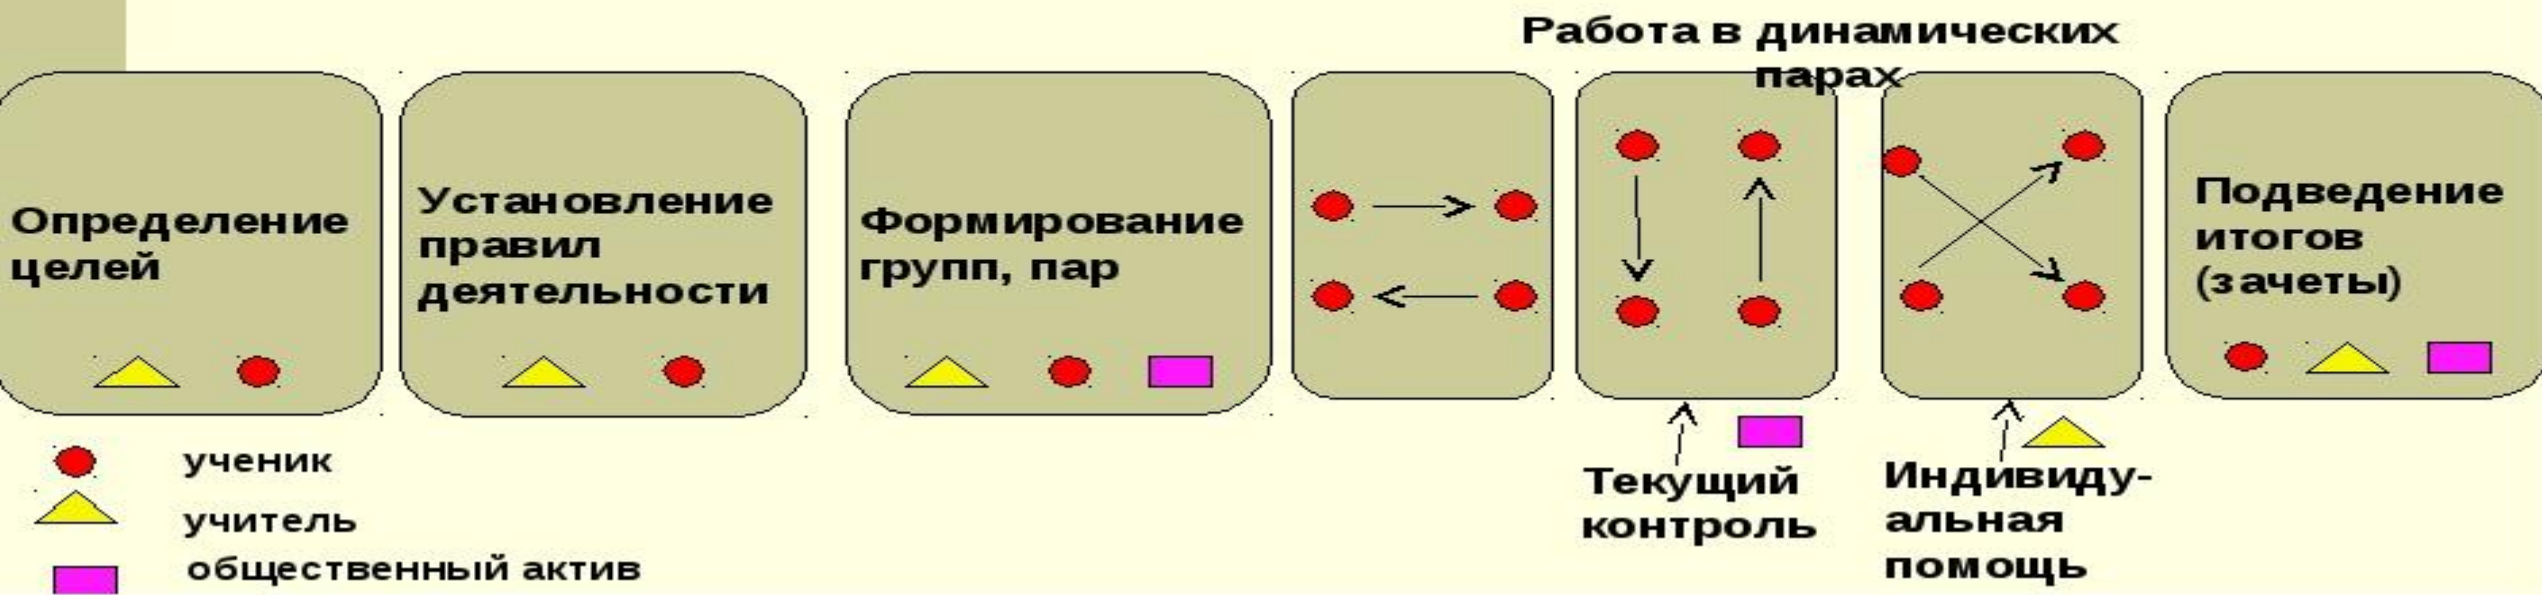 Работа в динамических
парах
Определение
целей
Установление
правил
деятельности
Формирование
групп, пар
Подведение
итогов
(зачеты)
Текущий
контроль
Индивиду-
альная
помощь
ученик
учитель
общественный актив